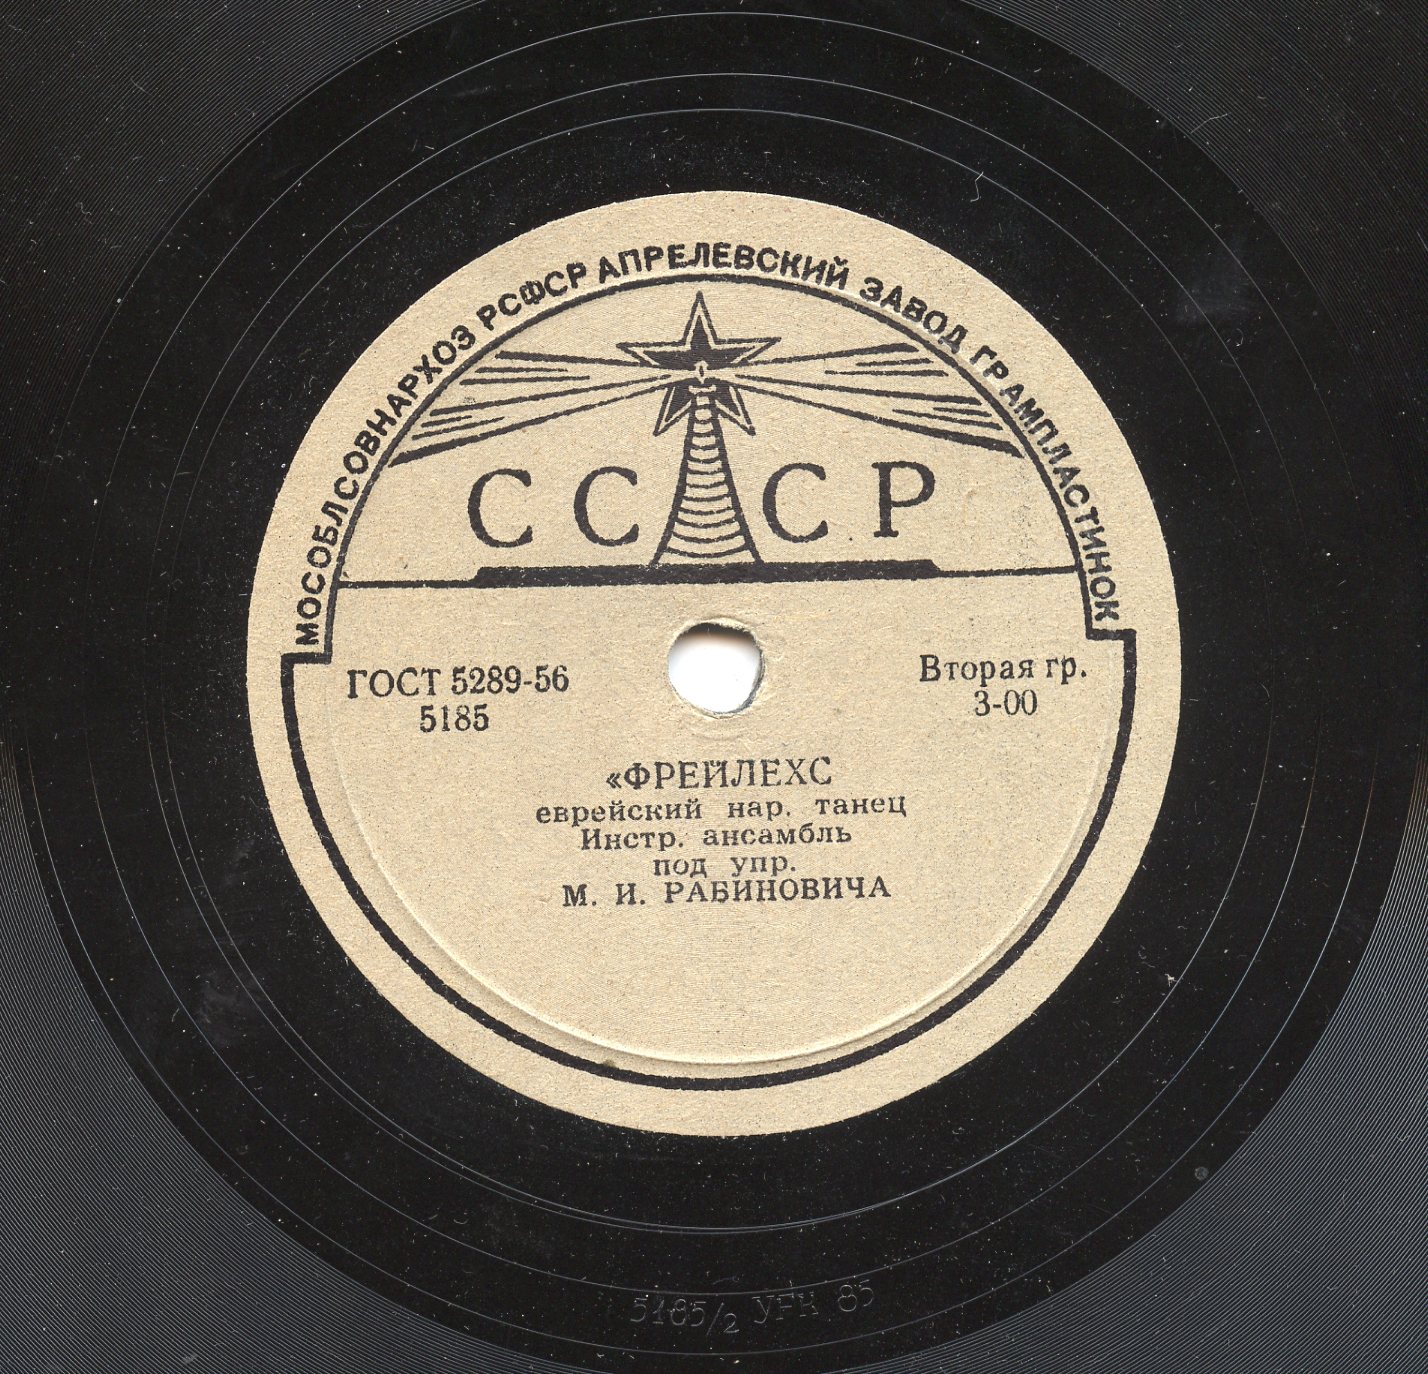 МОСОБЛСОВНАРХОЗ РСФСР АПРЕЛЕВСКИЙ ЗАВОД ГРАМПЛАСТИНОК
СССР
ГОСТ 5289-56
5185
Вторая гр.
3-00
«ФРЕЙЛЕХС
еврейский нар. танец
Инстр. ансамбль
под упр.
М. И. РАБИНОВИЧА
5185/2 85